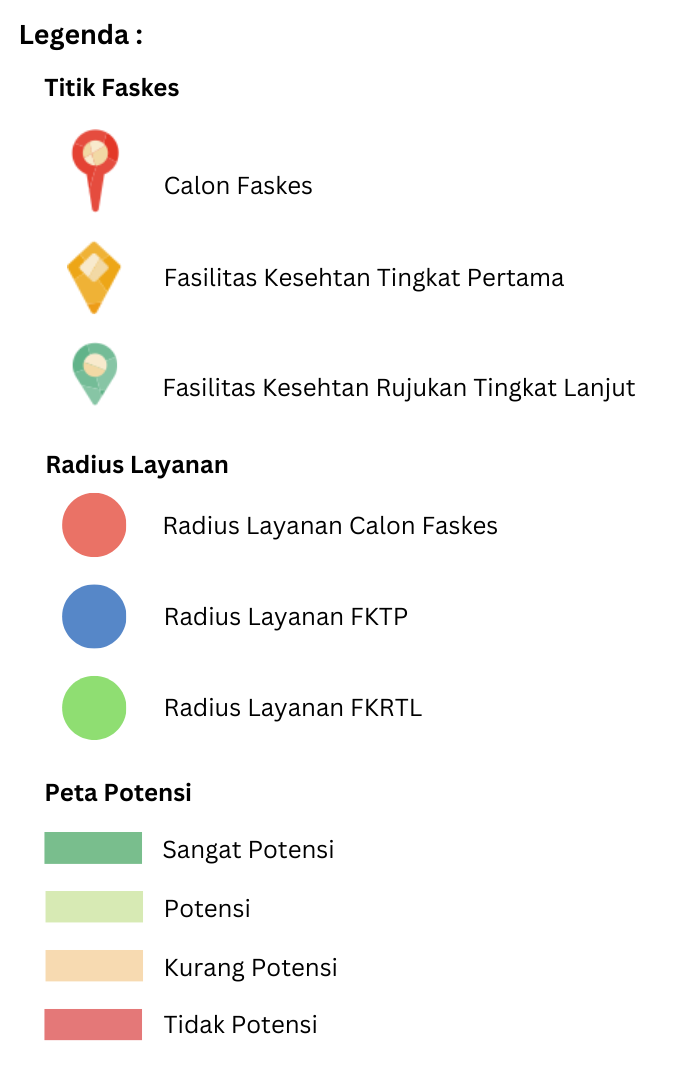 Legenda :
Titik Faskes
Calon Faskes
Fasilitas Kesehtan Tingkat Pertama
Fasilitas Kesehtan Rujukan Tingkat Lanjut
Radius Layanan
Radius Layanan Calon Faskes
Radius Layanan FKTP
Radius Layanan FKRTL
Peta Potensi
Sangat Potensi
Potensi
Kurang Potensi
Tidak Potensi